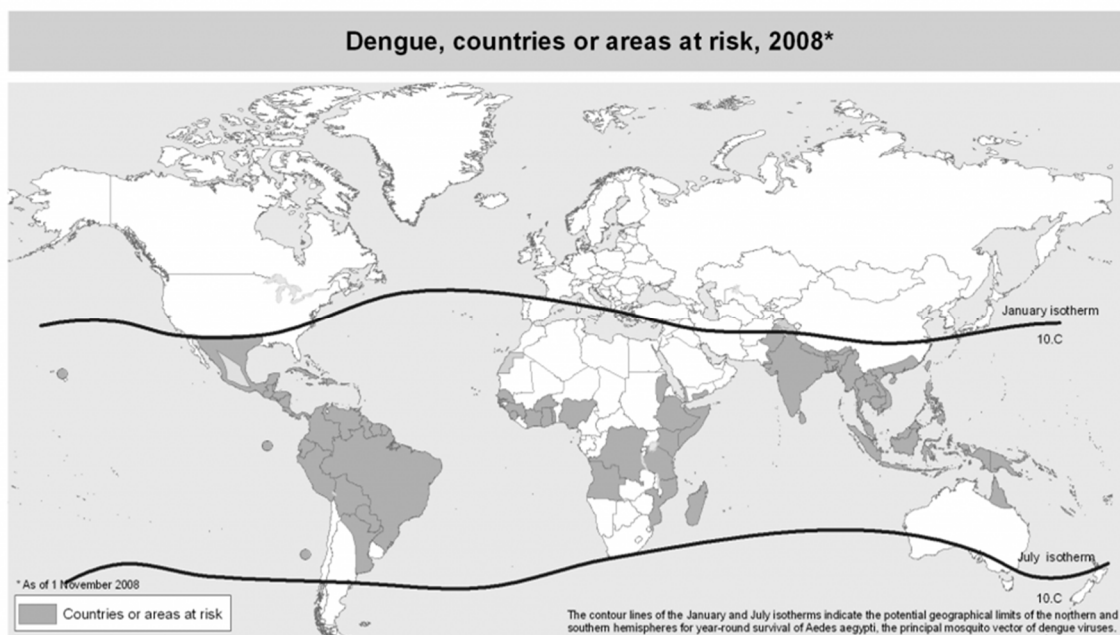 Dengue, countries or areas at risk, 2008*
January isotherm
10.C
July isotherm
10.C
* As of 1 November 2008
Countries or areas at risk
The contour lines of the January and July isotherms indicate the potential geographical limits of the northern and
southern hemispheres for year-round survival of Aedes aegypti, the principal mosquito vector of dengue viruses.